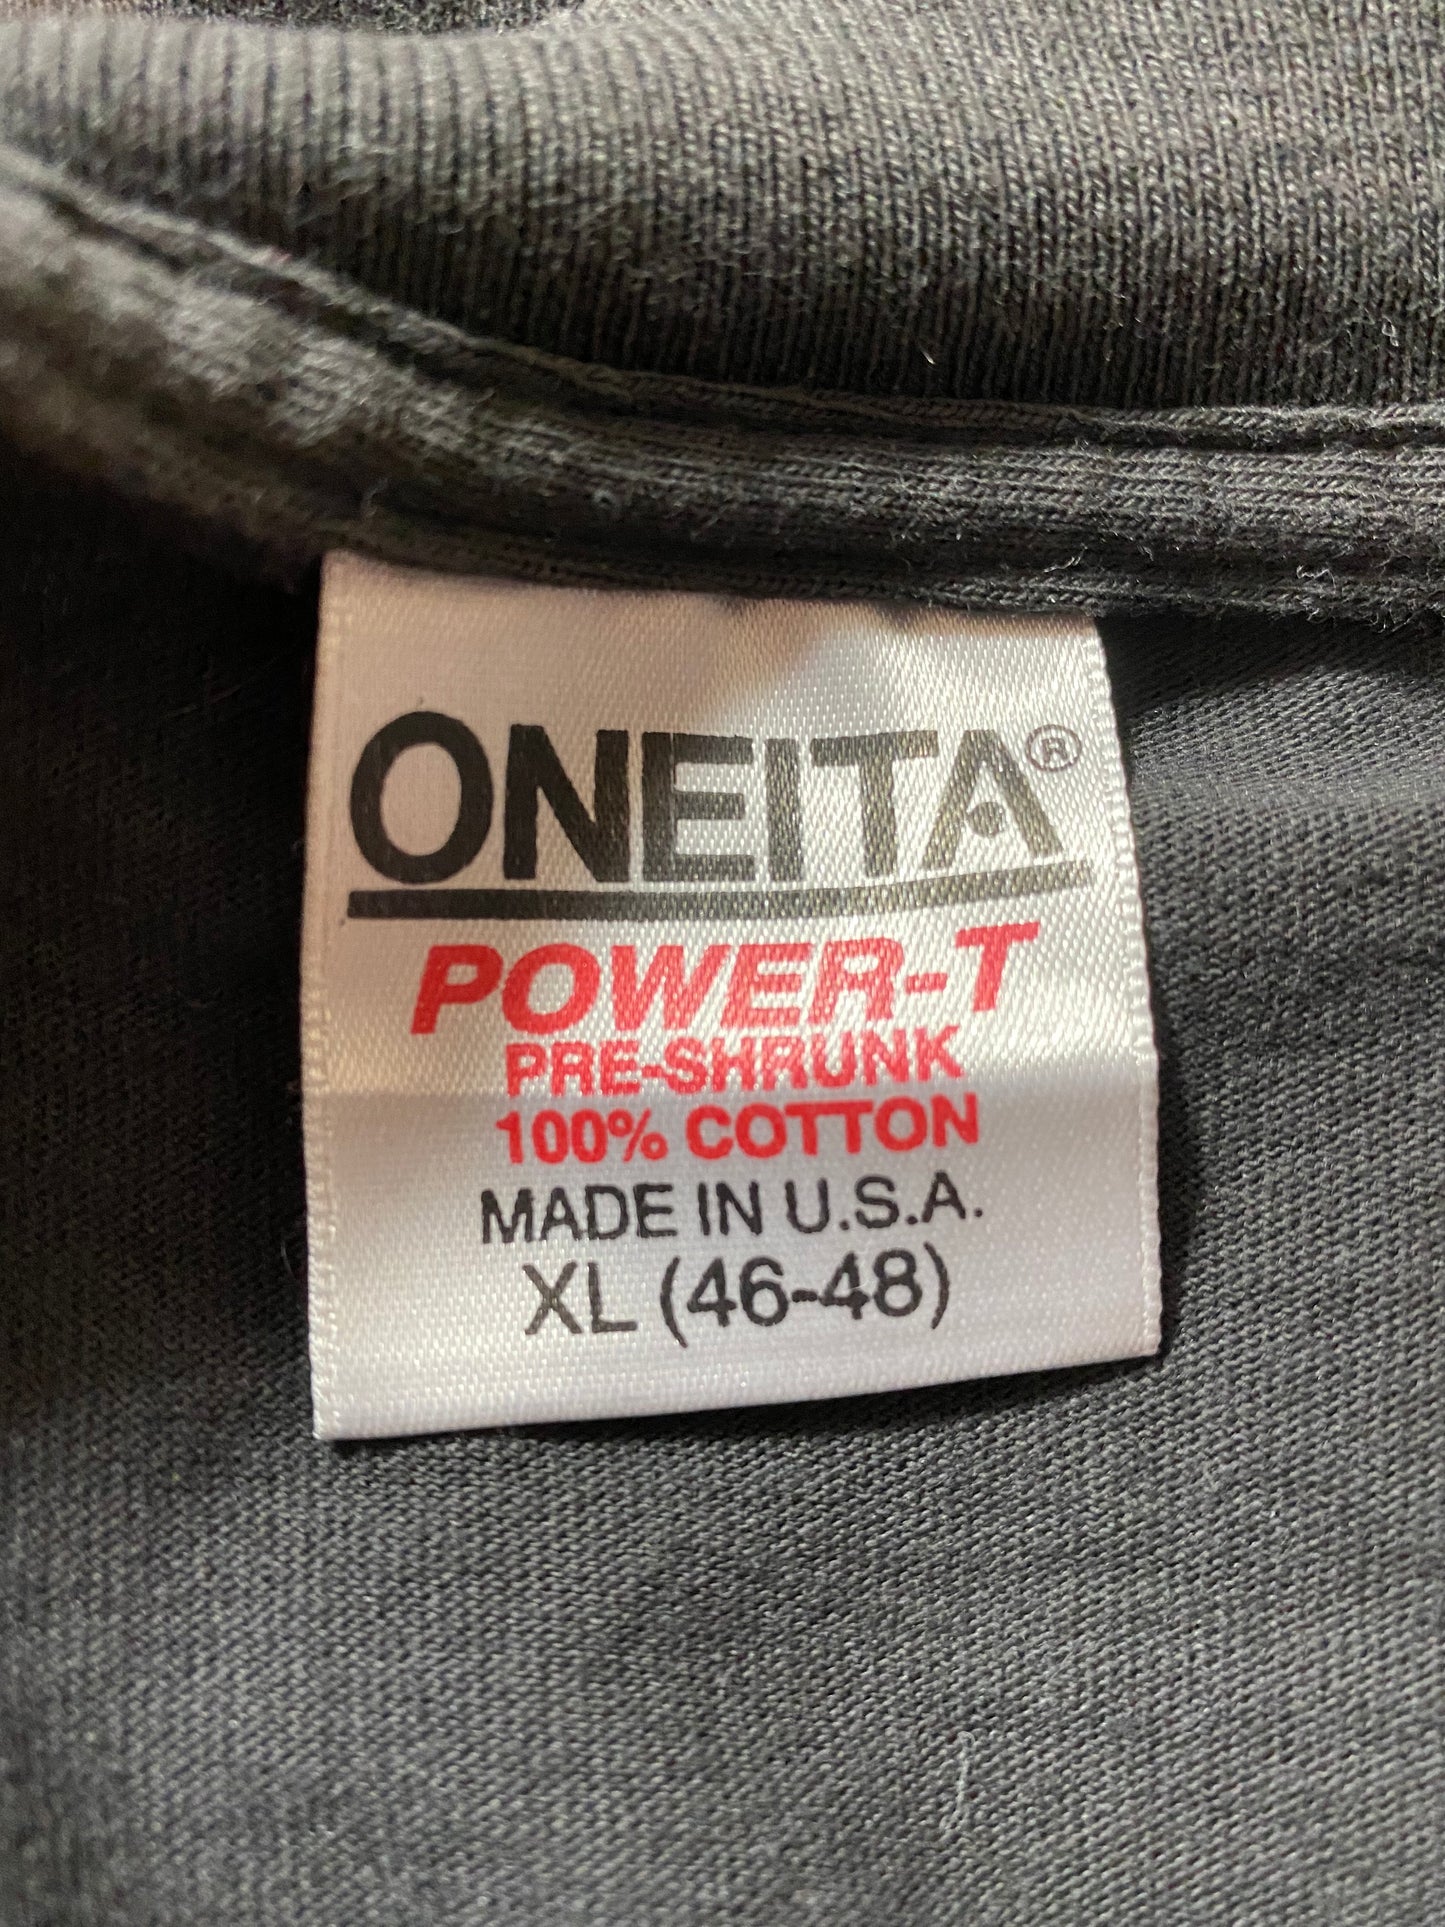 ONEITA®
POWER-T
PRE-SHRUNK
100% COTTON
MADE IN U.S.A.
XL (46-48)